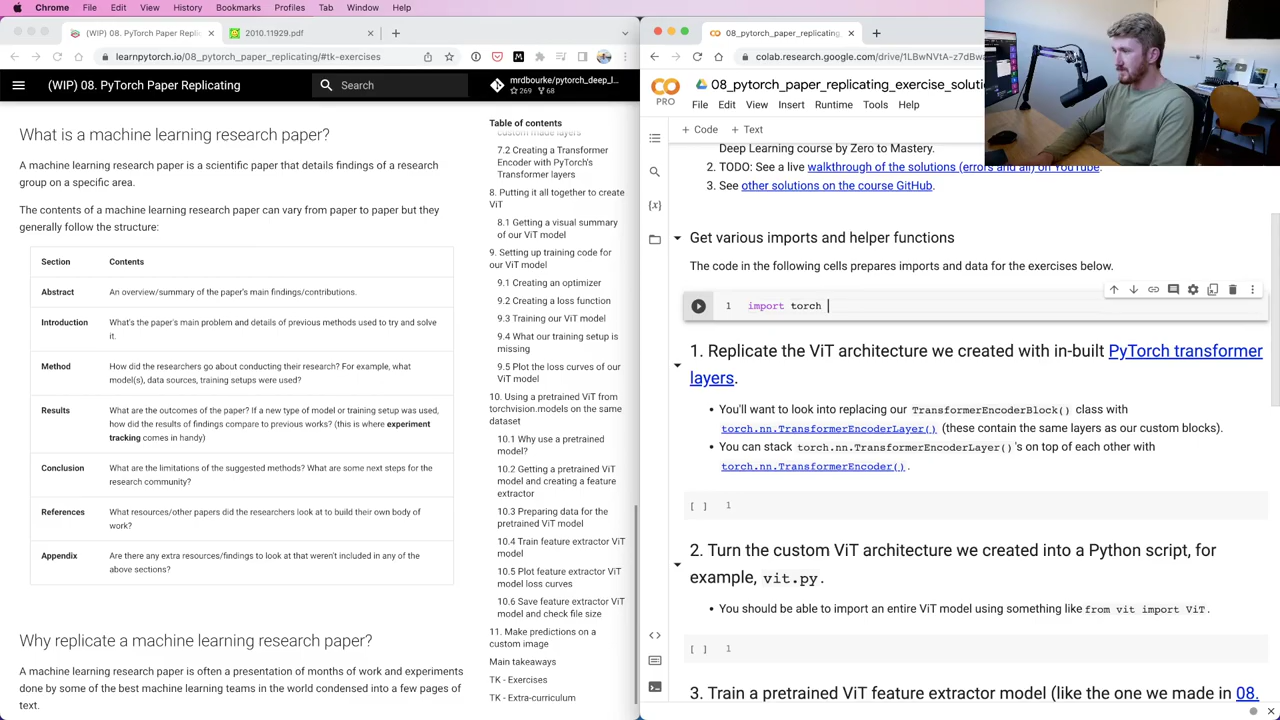 Chrome File Edit View History Bookmarks Profiles Tab Window Help
(WIP) 08. PyTorch Paper Repli
2010.11929.pdf
learnpytorch.io/08_pytorch_paper_replicating/#tk-exercises
(WIP) 08. PyTorch Paper Replicating
Search
mrdbourke/pytorch_deep_l...
269 68
What is a machine learning research paper?
A machine learning research paper is a scientific paper that details findings of a research
group on a specific area.
The contents of a machine learning research paper can vary from paper to paper but they
generally follow the structure:
Section Contents
Abstract An overview/summary of the paper's main findings/contributions.
Introduction What's the paper's main problem and details of previous methods used to try and solve
it.
Method How did the researchers go about conducting their research? For example, what
model(s), data sources, training setups were used?
Results What are the outcomes of the paper? If a new type of model or training setup was used,
how did the results of findings compare to previous works? (this is where experiment
tracking comes in handy)
Conclusion What are the limitations of the suggested methods? What are some next steps for the
research community?
References What resources/other papers did the researchers look at to build their own body of
work?
Appendix Are there any extra resources/findings to look at that weren't included in any of the
above sections?
Why replicate a machine learning research paper?
A machine learning research paper is often a presentation of months of work and experiments
done by some of the best machine learning teams in the world condensed into a few pages of
text.
Table of contents
custom made layers
7.2 Creating a Transformer
Encoder with PyTorch's
Transformer layers
8. Putting it all together to create
ViT
8.1 Getting a visual summary
of our ViT model
9. Setting up training code for
our ViT model
9.1 Creating an optimizer
9.2 Creating a loss function
9.3 Training our ViT model
9.4 What our training setup is
missing
9.5 Plot the loss curves of our
ViT model
10. Using a pretrained ViT from
torchvision.models on the same
dataset
10.1 Why use a pretrained
model?
10.2 Getting a pretrained ViT
model and creating a feature
extractor
10.3 Preparing data for the
pretrained ViT model
10.4 Train feature extractor ViT
model
10.5 Plot feature extractor ViT
model loss curves
10.6 Save feature extractor ViT
model and check file size
11. Make predictions on a
custom image
Main takeaways
TK - Exercises
TK - Extra-curriculum
08_pytorch_paper_replicating_
colab.research.google.com/drive/1LBwNVtA-z7dBw
PRO
08_pytorch_paper_replicating_exercise_soluti
File Edit View Insert Runtime Tools Help
+ Code + Text
Deep Learning course by Zero to Mastery.
2. TODO: See a live walkthrough of the solutions (errors and all) on YouTube.
3. See other solutions on the course GitHub.
Get various imports and helper functions
The code in the following cells prepares imports and data for the exercises below.
1 import torch
1. Replicate the ViT architecture we created with in-built PyTorch transformer
layers.
• You'll want to look into replacing our TransformerEncoderBlock() class with
torch.nn.TransformerEncoderLayer() (these contain the same layers as our custom blocks).
• You can stack torch.nn.TransformerEncoderLayer()'s on top of each other with
torch.nn.TransformerEncoder().
[ ] 1
2. Turn the custom ViT architecture we created into a Python script, for
example, vit.py.
• You should be able to import an entire ViT model using something like from vit import ViT.
[ ] 1
3. Train a pretrained ViT feature extractor model (like the one we made in 08.